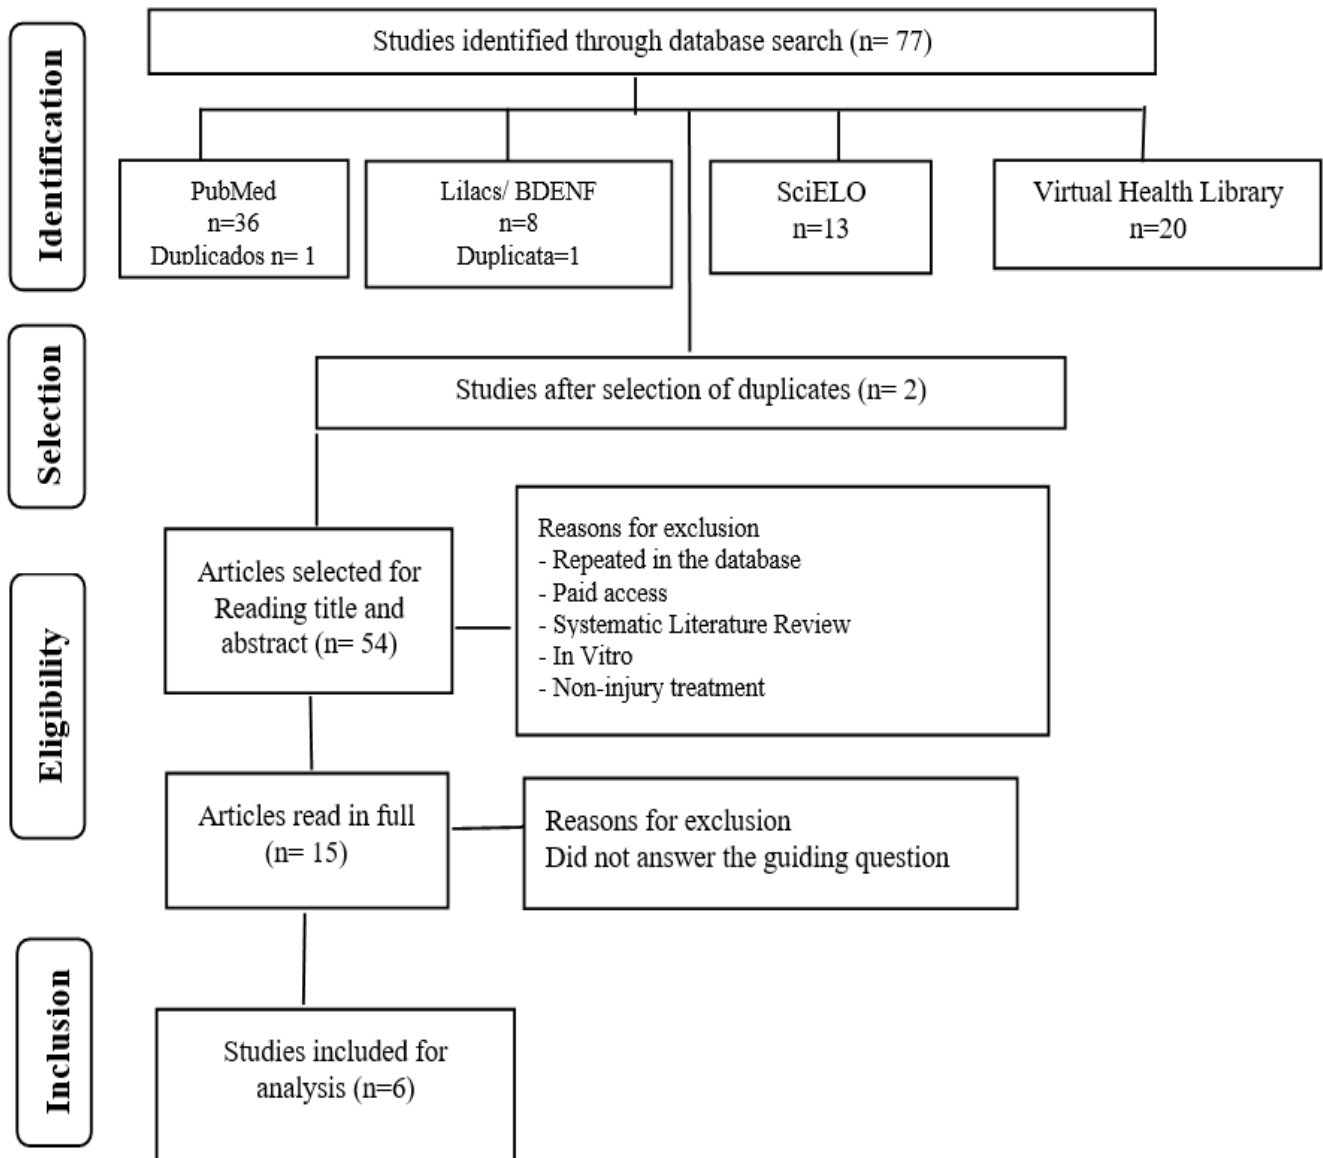 Identification
Studies identified through database search (n= 77)
PubMed
n=36
Duplicados n= 1
Lilacs/ BDENF
n=8
Duplicata=1
SciELO
n=13
Virtual Health Library
n=20
Selection
Studies after selection of duplicates (n= 2)
Eligibility
Articles selected for
Reading title and
abstract (n= 54)
Reasons for exclusion
- Repeated in the database
- Paid access
- Systematic Literature Review
- In Vitro
- Non-injury treatment
Articles read in full
(n= 15)
Reasons for exclusion
Did not answer the guiding question
Inclusion
Studies included for
analysis (n=6)